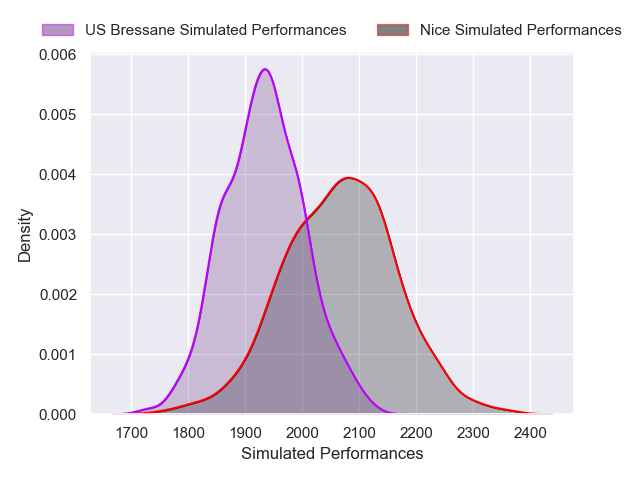 US Bressane Simulated Performances
Nice Simulated Performances
0.006
0.005
0.004
0.003
0.002
0.001
0.000
Density
1700 1800 1900 2000 2100 2200 2300 2400
Simulated Performances